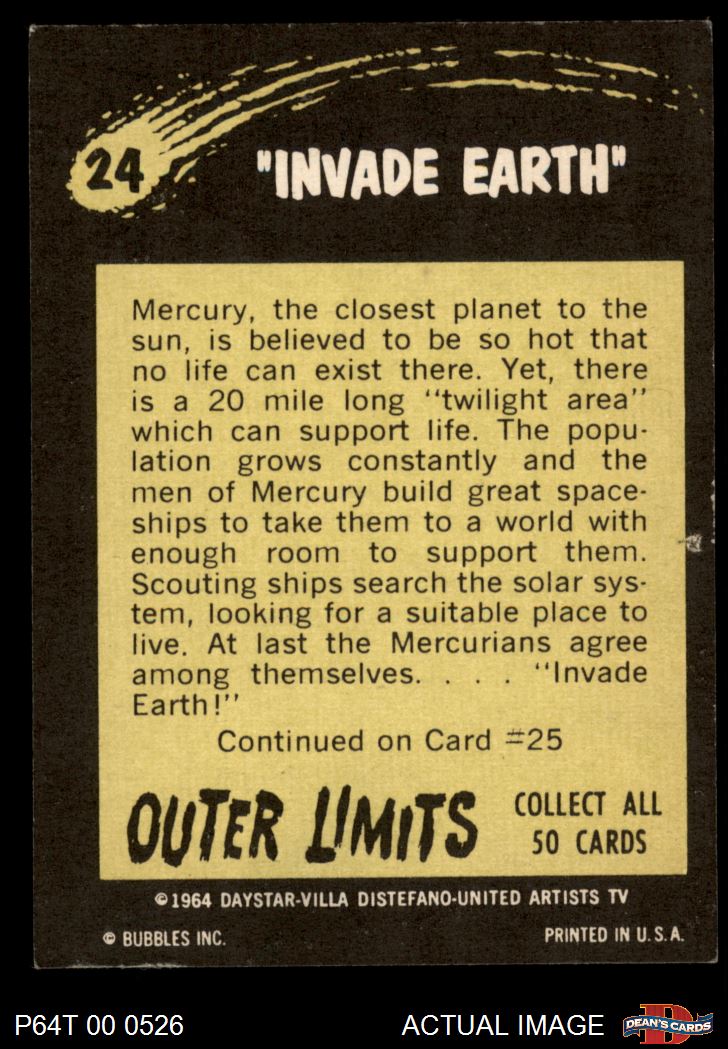 24
"INVADE EARTH"
Mercury, the closest planet to the
sun, is believed to be so hot that
no life can exist there. Yet, there
is a 20 mile long ‘‘twilight area’’
which can support life. The popu-
lation grows constantly and the
men of Mercury build great space-
ships to take them to a world with
enough room to support them.
Scouting ships search the solar sys-
tem, looking for a suitable place to
live. At last the Mercurians agree
among themselves. . . . ‘‘Invade
Earth!’’
Continued on Card #25
OUTER LIMITS
COLLECT ALL
50 CARDS
©1964 DAYSTAR-VILLA DISTEFANO-UNITED ARTISTS TV
© BUBBLES INC.
PRINTED IN U.S.A.
P64T 00 0526
ACTUAL IMAGE
D
DEAN'S CARDS